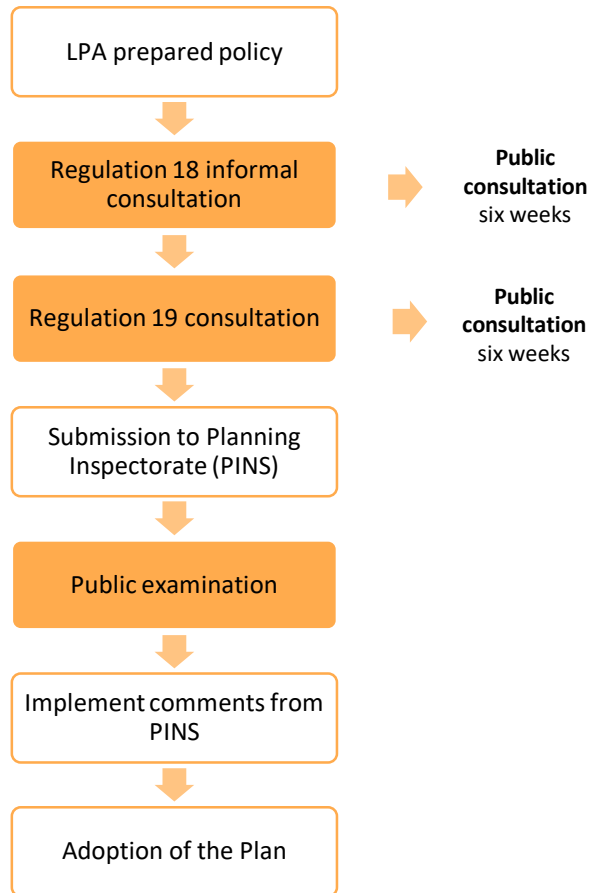 LPA prepared policy
Regulation 18 informal
consultation
Public
consultation
six weeks
Regulation 19 consultation
Public
consultation
six weeks
Submission to Planning
Inspectorate (PINS)
Public examination
Implement comments from
PINS
Adoption of the Plan